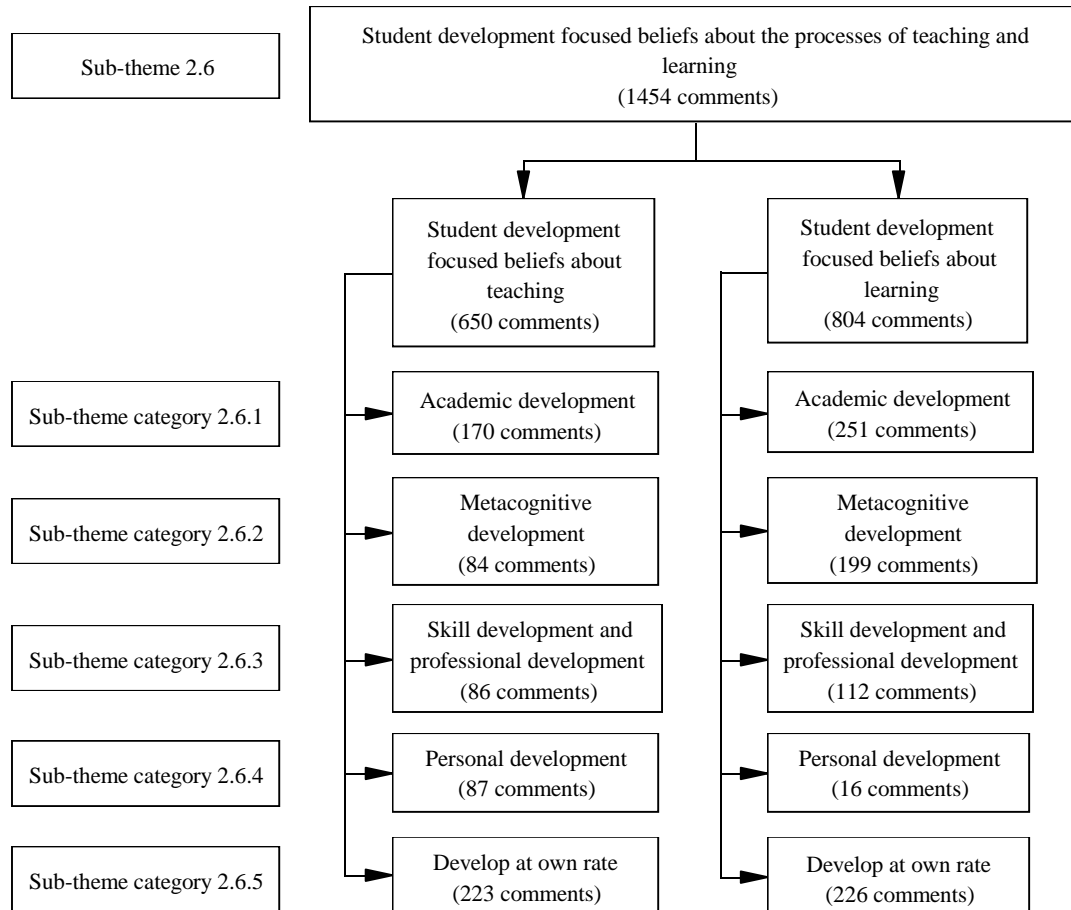 Sub-theme 2.6
Student development focused beliefs about the processes of teaching and
learning
(1454 comments)
Student development
focused beliefs about
teaching
(650 comments)
Student development
focused beliefs about
learning
(804 comments)
Sub-theme category 2.6.1
Academic development
(170 comments)
Academic development
(251 comments)
Sub-theme category 2.6.2
Metacognitive
development
(84 comments)
Metacognitive
development
(199 comments)
Sub-theme category 2.6.3
Skill development and
professional development
(86 comments)
Skill development and
professional development
(112 comments)
Sub-theme category 2.6.4
Personal development
(87 comments)
Personal development
(16 comments)
Sub-theme category 2.6.5
Develop at own rate
(223 comments)
Develop at own rate
(226 comments)